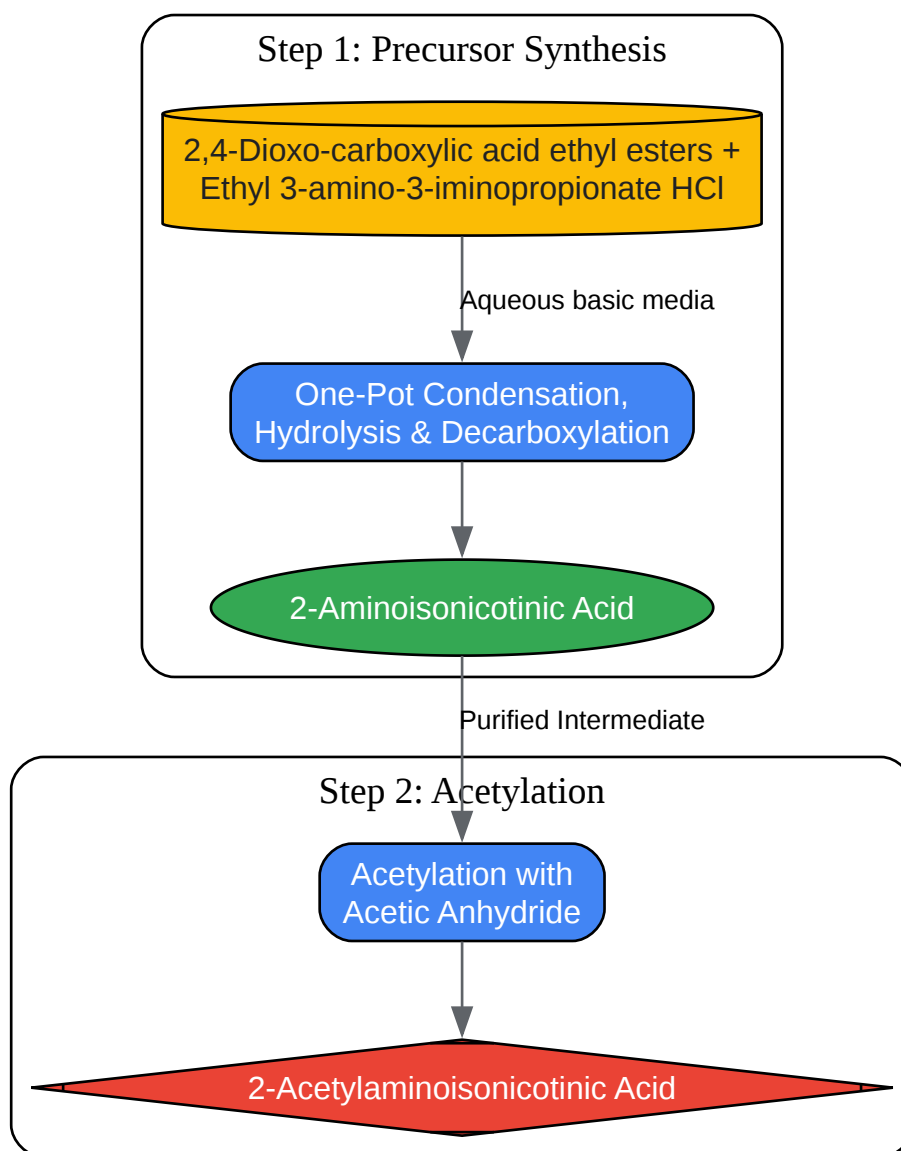 Step 1: Precursor Synthesis
2,4-Dioxo-carboxylic acid ethyl esters +
Ethyl 3-amino-3-iminopropionate HCl
Aqueous basic media
One-Pot Condensation,
Hydrolysis & Decarboxylation
2-Aminoisonicotinic Acid
Purified Intermediate
Step 2: Acetylation
Acetylation with
Acetic Anhydride
2-Acetylaminoisonicotinic Acid